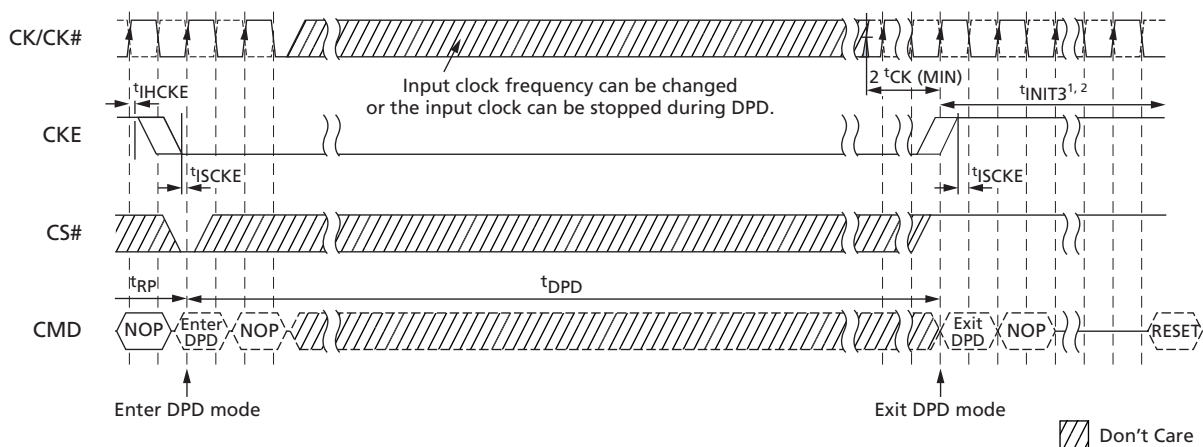 CK/CK#
Input clock frequency can be changed
or the input clock can be stopped during DPD.
2 tCK (MIN)
tIHCKE
tINIT3 1, 2
CKE
tISCKE
tISCKE
CS#
tRP
tDPD
CMD
NOP
Enter
DPD
NOP
Exit
DPD
NOP
RESET
Enter DPD mode
Exit DPD mode
Don't Care